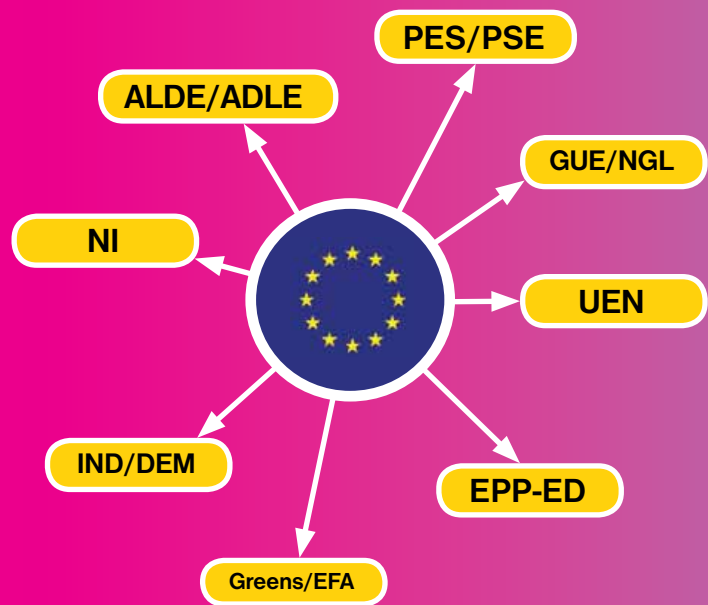 PES/PSE
ALDE/ADLE
GUE/NGL
NI
UEN
IND/DEM
EPP-ED
Greens/EFA